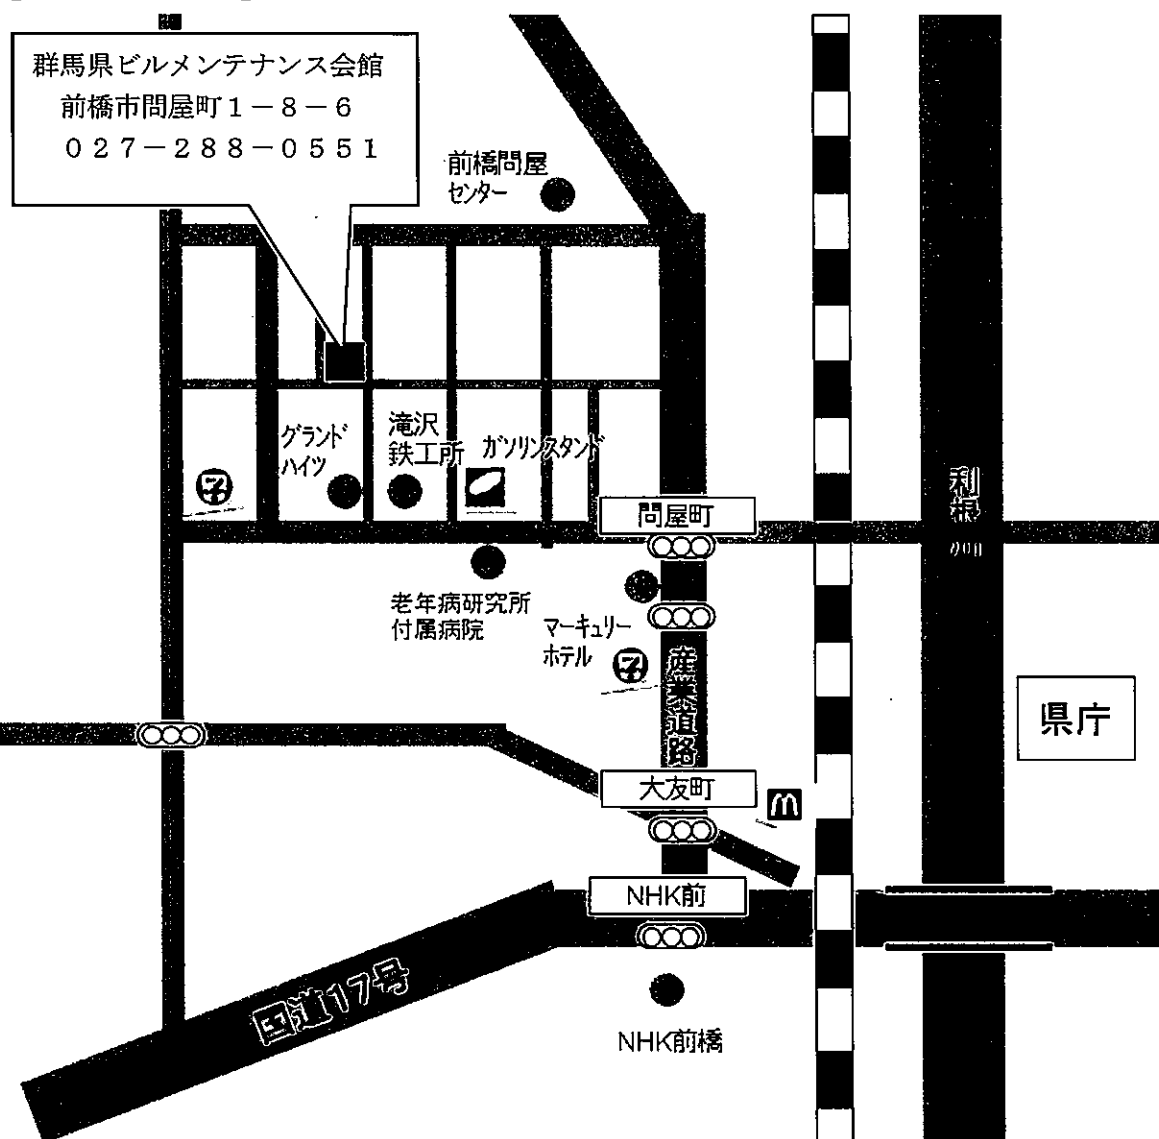 群馬県ビルメンテナンス会館
前橋市問屋町1－8－6
027－288－0551
前橋問屋
センター
グランド
ハイツ
滝沢
鉄工所
ガソリンスタンド
問屋町
利根川
老年病研究所
付属病院
マーキュリー
ホテル
産業道路
県庁
大友町
NHK前
国道17号
NHK前橋